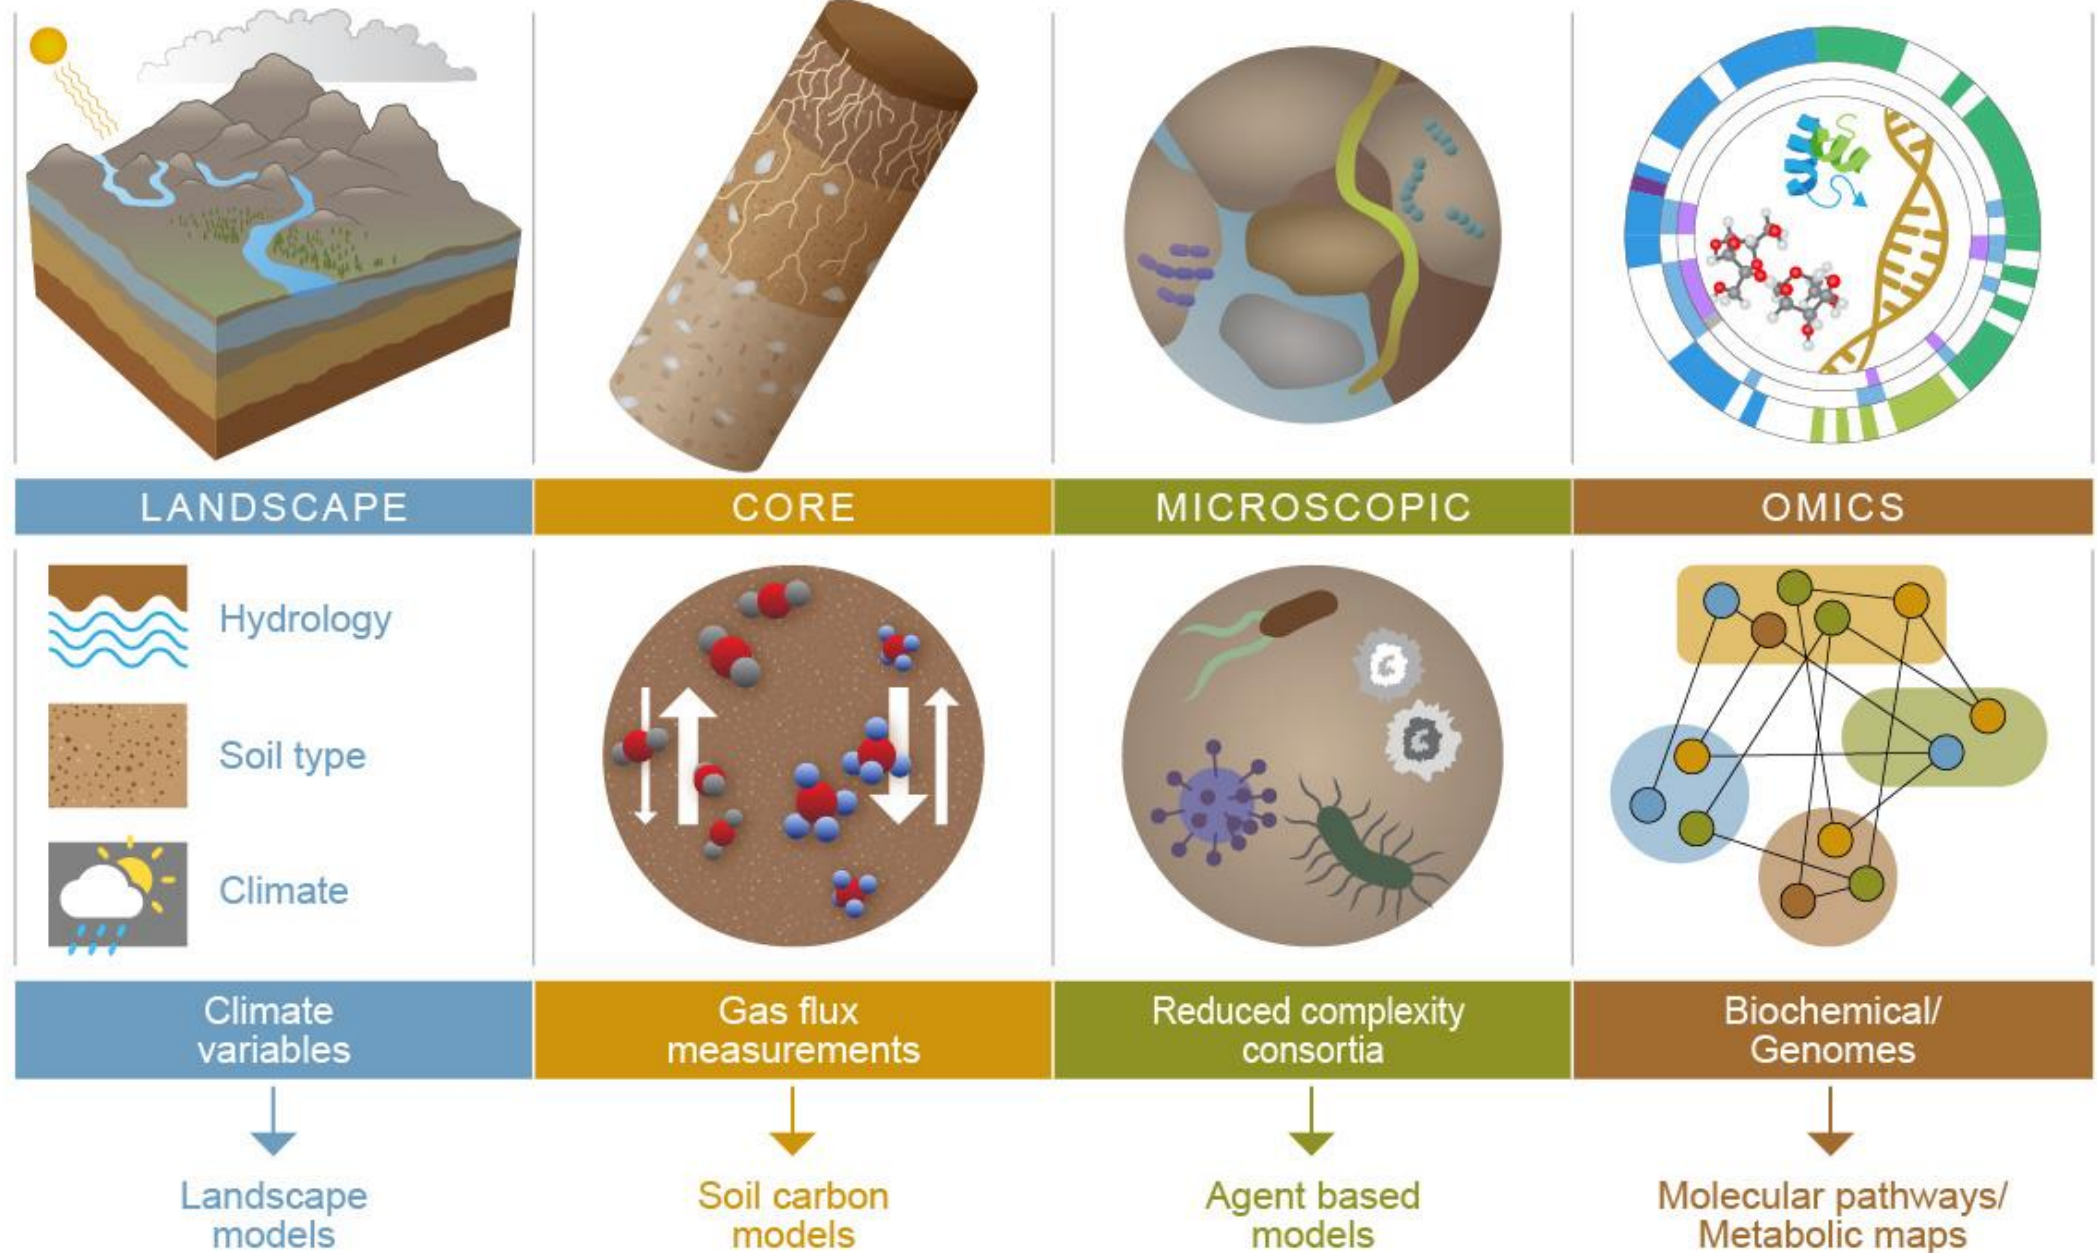 LANDSCAPE
CORE
MICROSCOPIC
OMICS
Hydrology
Soil type
Climate
Climate
variables
Gas flux
measurements
Reduced complexity
consortia
Biochemical/
Genomes
Landscape
models
Soil carbon
models
Agent based
models
Molecular pathways/
Metabolic maps